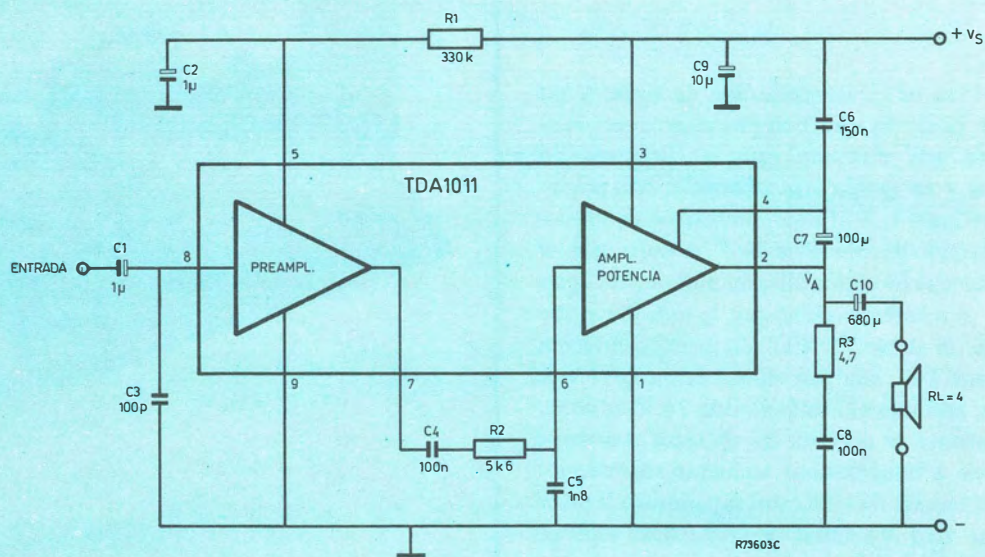 R1
330k
+ VS
C2
1µ
C9
10µ
C6
150n
5
3
TDA1011
4
C7
100µ
C1
1µ
ENTRADA
8
PREAMPL.
AMPL.
POTENCIA
2
VA
C10
680µ
R3
4,7
RL = 4
C3
100p
9
7
6
1
C4
100n
R2
5k6
C5
1n8
C8
100n
-
R73603C